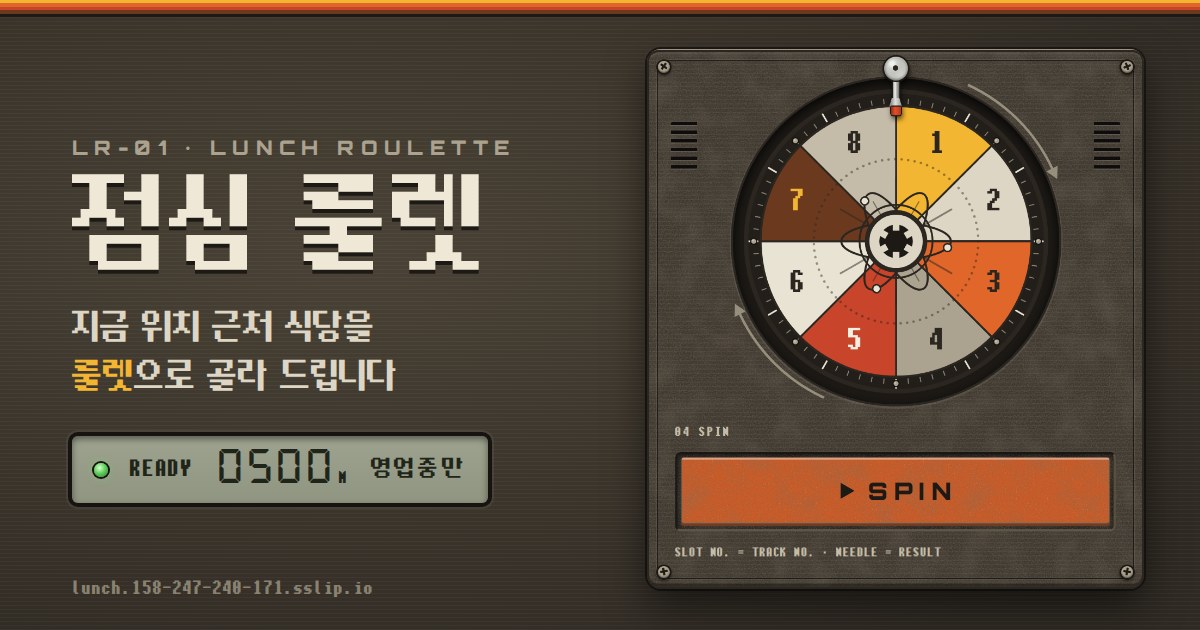 LR-01 · LUNCH ROULETTE
점심 룰렛
지금 위치 근처 식당을
룰렛으로 골라 드립니다
READY 0500M 영업중만
lunch.158-247-240-171.sslip.io
8 1
7 2
6 3
5 4
04 SPIN
▶ SPIN
SLOT NO. = TRACK NO. · NEEDLE = RESULT